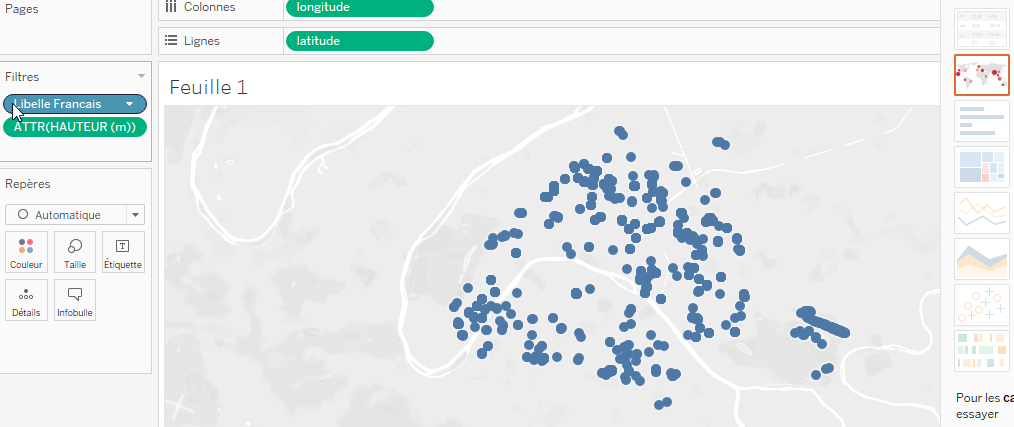 Pages
Colonnes
longitude
Lignes
latitude
Filtres
Libelle Francais
ATTR(HAUTEUR (m))
Repères
Automatique
Couleur
Taille
Étiquette
Détails
Infobulle
Feuille 1
Pour les ca
essayer